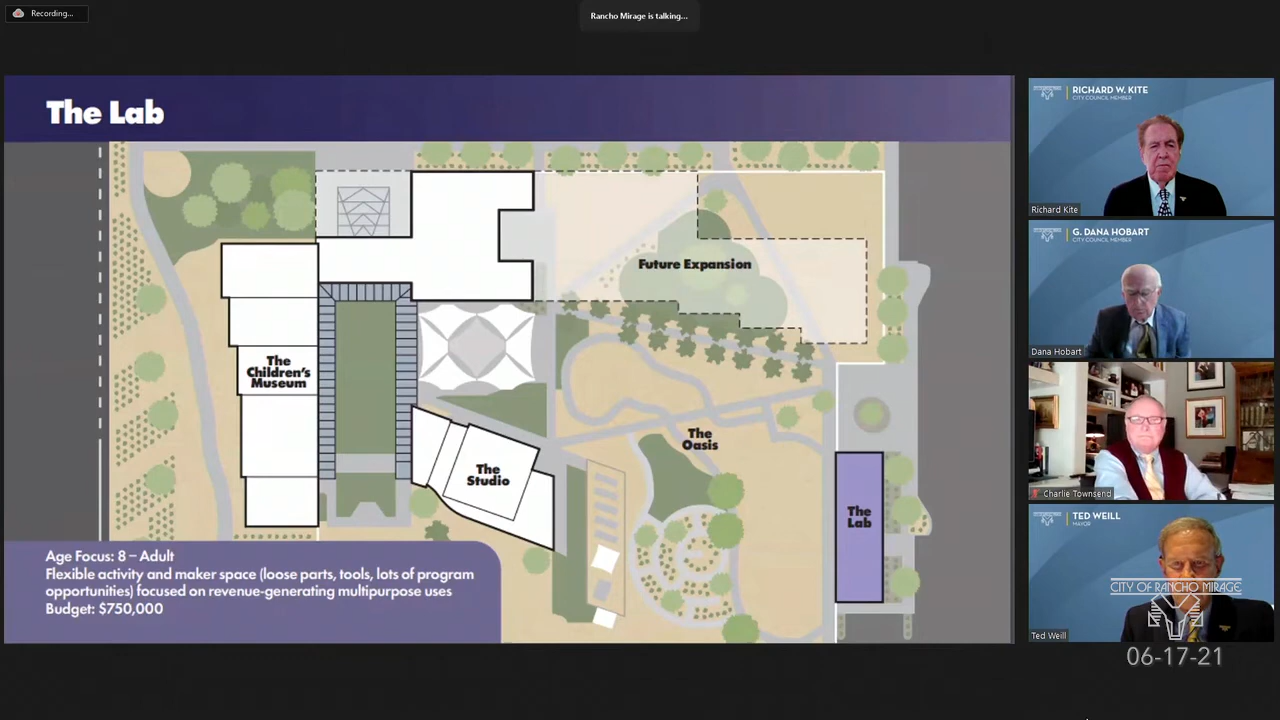 Recording...
Rancho Mirage is talking...
The Lab
Future Expansion
The
Children's
Museum
The
Studio
The
Oasis
The
Lab
Age Focus: 8 – Adult
Flexible activity and maker space (loose parts, tools, lots of program
opportunities) focused on revenue-generating multipurpose uses
Budget: $750,000
RICHARD W. KITE
CITY COUNCIL MEMBER
Richard Kite
G. DANA HOBART
CITY COUNCIL MEMBER
Dana Hobart
Charlie Townsend
TED WEILL
MAYOR
Ted Weill
CITY OF RANCHO MIRAGE
06-17-21